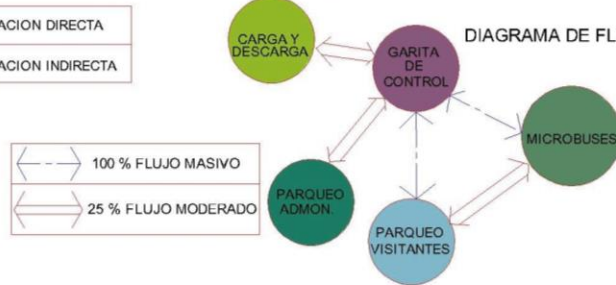 ACION DIRECTA
ACION INDIRECTA
CARGA Y
DESCARGA
GARITA
DE
CONTROL
DIAGRAMA DE FL
MICROBUSES
100 % FLUJO MASIVO
25 % FLUJO MODERADO
PARQUEO
ADMON.
PARQUEO
VISITANTES